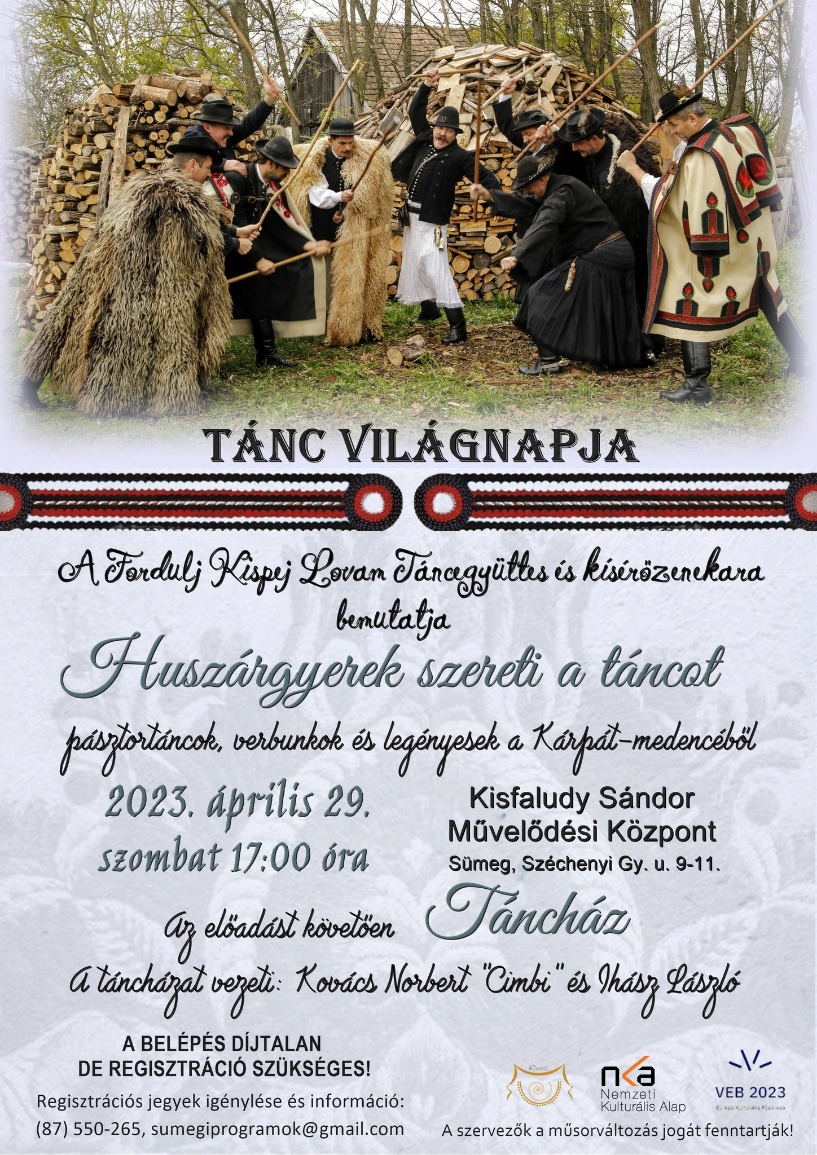 TÁNC VILÁGNAPJA
A Fordulj Kispej Lovam Táncegyüttes és kísérőzenekara
bemutatja
Huszárgyerek szereti a táncot
pásztortáncok, verbunkok és legényesek a Kárpát-medencéből
2023. április 29.
szombat 17:00 óra
Kisfaludy Sándor
Művelődési Központ
Sümeg, Széchenyi Gy. u. 9-11.
Az előadást követően Táncház
A táncházat vezeti: Kovács Norbert "Cimbi" és Ihász László
A BELÉPÉS DÍJTALAN
DE REGISZTRÁCIÓ SZÜKSÉGES!
Regisztrációs jegyek igénylése és információ:
(87) 550-265, sumegiprogramok@gmail.com
nka
Nemzeti
Kulturális Alap
VEB 2023
Európa Kulturális Fővárosa
A szervezők a műsorváltozás jogát fenntartják!